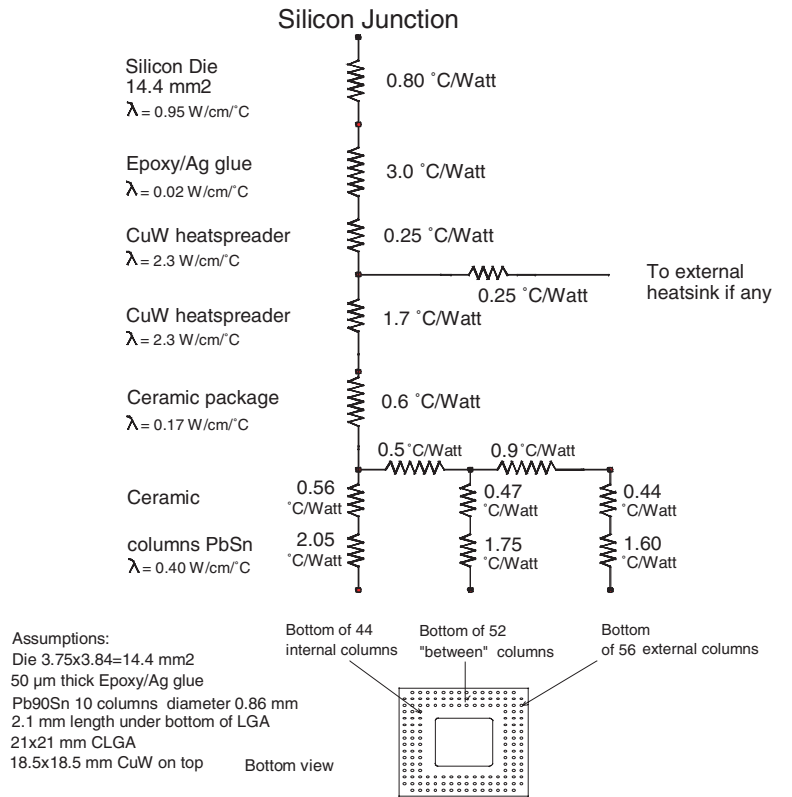 Silicon Junction
Silicon Die
14.4 mm2
λ = 0.95 W/cm/˚C
0.80 ˚C/Watt
Epoxy/Ag glue
λ = 0.02 W/cm/˚C
3.0 ˚C/Watt
CuW heatspreader
λ = 2.3 W/cm/˚C
0.25 ˚C/Watt
0.25 ˚C/Watt
To external
heatsink if any
CuW heatspreader
λ = 2.3 W/cm/˚C
1.7 ˚C/Watt
Ceramic package
λ = 0.17 W/cm/˚C
0.6 ˚C/Watt
0.5˚C/Watt
0.9˚C/Watt
Ceramic
0.56
˚C/Watt
0.47
˚C/Watt
0.44
˚C/Watt
columns PbSn
λ = 0.40 W/cm/˚C
2.05
˚C/Watt
1.75
˚C/Watt
1.60
˚C/Watt
Assumptions:
Die 3.75x3.84=14.4 mm2
50 µm thick Epoxy/Ag glue
Pb90Sn 10 columns diameter 0.86 mm
2.1 mm length under bottom of LGA
21x21 mm CLGA
18.5x18.5 mm CuW on top
Bottom of 44
internal columns
Bottom of 52
"between" columns
Bottom
of 56 external columns
Bottom view